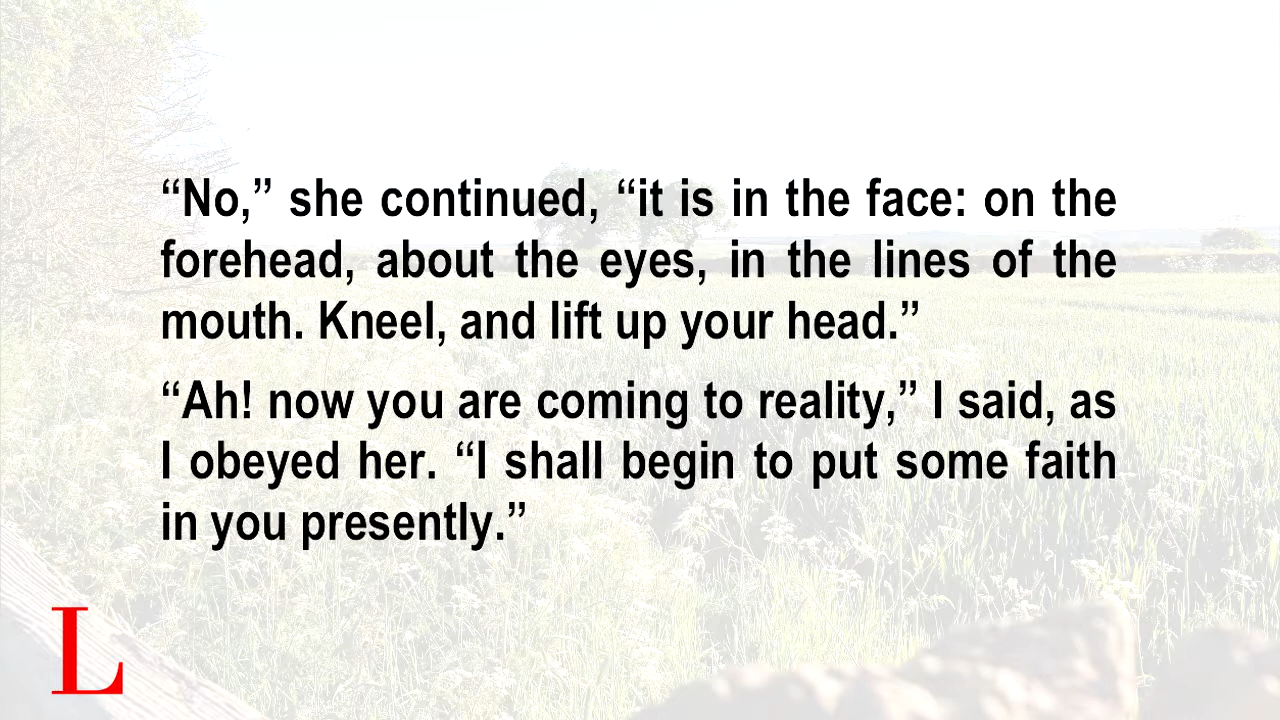 “No,” she continued, “it is in the face: on the
forehead, about the eyes, in the lines of the
mouth. Kneel, and lift up your head.”
“Ah! now you are coming to reality,” I said, as
I obeyed her. “I shall begin to put some faith
in you presently.”
L